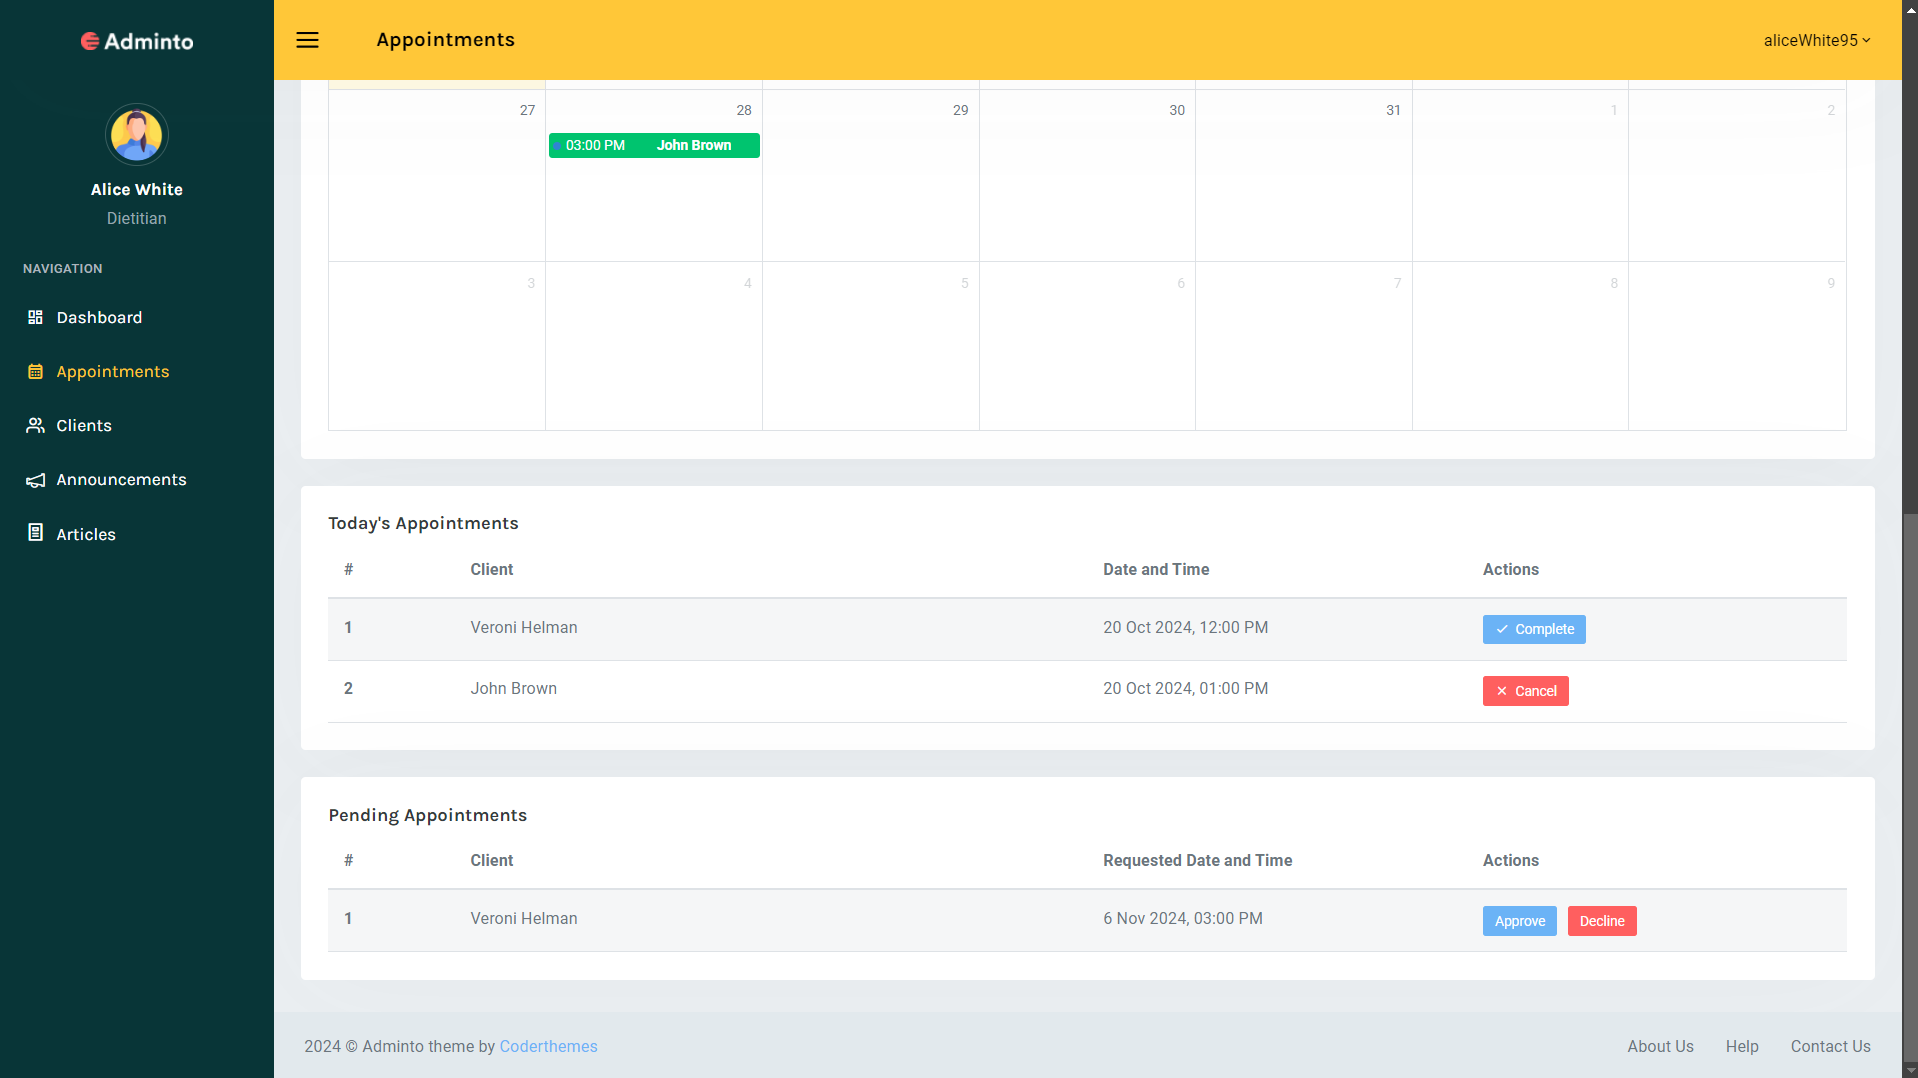 Adminto
Appointments
aliceWhite95
Alice White
Dietitian
NAVIGATION
Dashboard
Appointments
Clients
Announcements
Articles
27 28 29 30 31 1 2
03:00 PM John Brown
3 4 5 6 7 8 9
Today's Appointments
# Client Date and Time Actions
1 Veroni Helman 20 Oct 2024, 12:00 PM Complete
2 John Brown 20 Oct 2024, 01:00 PM Cancel
Pending Appointments
# Client Requested Date and Time Actions
1 Veroni Helman 6 Nov 2024, 03:00 PM Approve Decline
2024 © Adminto theme by Coderthemes About Us Help Contact Us